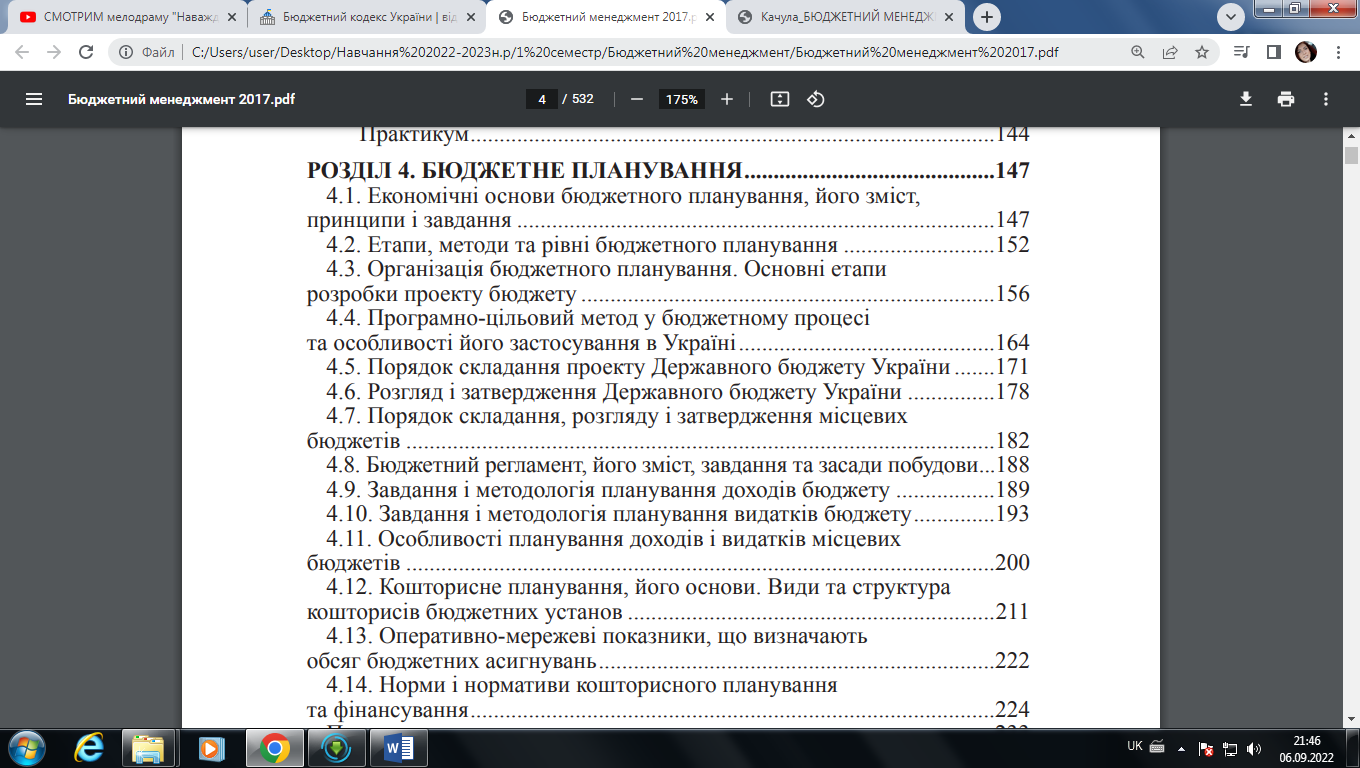 СМОТРИМ мелодраму "Наважд
Бюджетний кодекс України | від
Бюджетний менеджмент 2017.p
Качула_БЮДЖЕТНИЙ МЕНЕДЖ
Файл | C:/Users/user/Desktop/Навчання%202022-2023н.р/1%20семестр/Бюджетний%20менеджмент/Бюджетний%20менеджмент%202017.pdf
Бюджетний менеджмент 2017.pdf
4 / 532
175%
Практикум...144
РОЗДІЛ 4. БЮДЖЕТНЕ ПЛАНУВАННЯ...147
4.1. Економічні основи бюджетного планування, його зміст,
принципи і завдання ...147
4.2. Етапи, методи та рівні бюджетного планування ...152
4.3. Організація бюджетного планування. Основні етапи
розробки проекту бюджету ...156
4.4. Програмно-цільовий метод у бюджетному процесі
та особливості його застосування в Україні...164
4.5. Порядок складання проекту Державного бюджету України ...171
4.6. Розгляд і затвердження Державного бюджету України ...178
4.7. Порядок складання, розгляду і затвердження місцевих
бюджетів ...182
4.8. Бюджетний регламент, його зміст, завдання та засади побудови...188
4.9. Завдання і методологія планування доходів бюджету ...189
4.10. Завдання і методологія планування видатків бюджету...193
4.11. Особливості планування доходів і видатків місцевих
бюджетів ...200
4.12. Кошторисне планування, його основи. Види та структура
кошторисів бюджетних установ ...211
4.13. Оперативно-мережеві показники, що визначають
обсяг бюджетних асигнувань...222
4.14. Норми і нормативи кошторисного планування
та фінансування...224
UK
21:46
06.09.2022